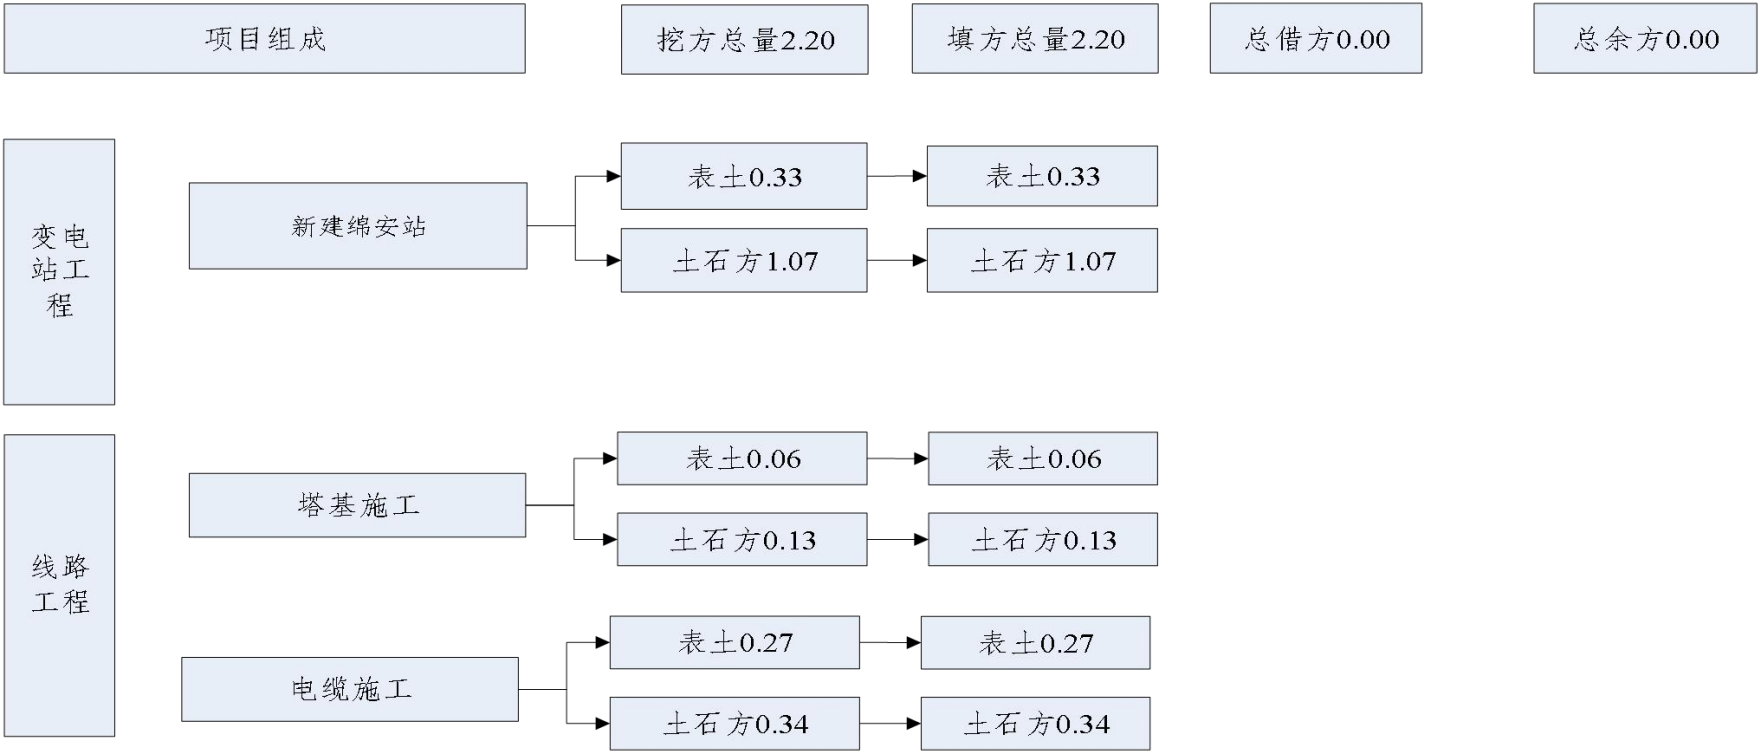 项目组成
挖方总量2.20
填方总量2.20
总借方0.00
总余方0.00
变电
站工
程
新建绵安站
表土0.33
表土0.33
土石方1.07
土石方1.07
线路
工程
塔基施工
表土0.06
表土0.06
土石方0.13
土石方0.13
电缆施工
表土0.27
表土0.27
土石方0.34
土石方0.34